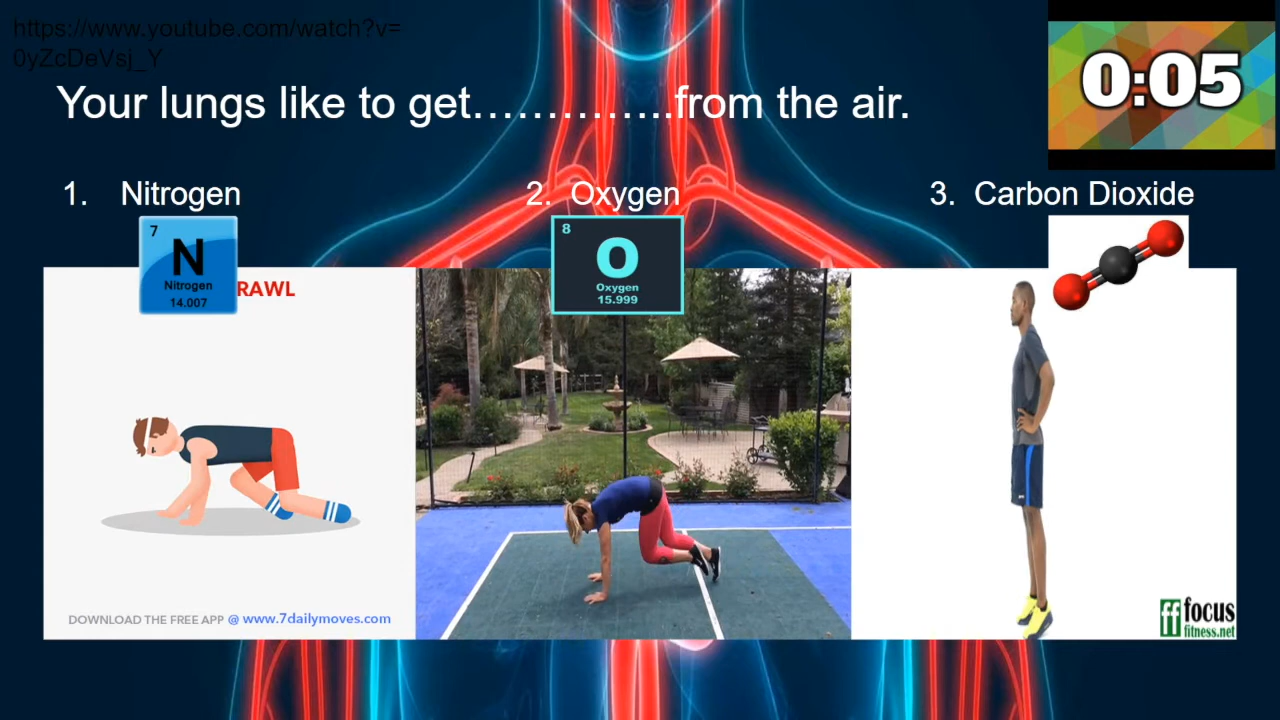 https://www.youtube.com/watch?v=
0yZcDeVsj_Y
0:05
Your lungs like to get…………..from the air.
1. Nitrogen
2. Oxygen
3. Carbon Dioxide
7
N
Nitrogen
14.007
RAWL
8
O
Oxygen
15.999
DOWNLOAD THE FREE APP @ www.7dailymoves.com
ff focus
fitness.net